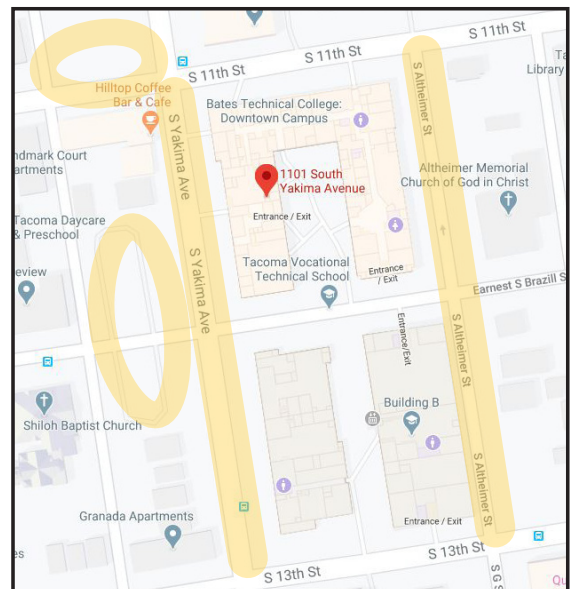 S 11th St
S 11th St
Ta
Library
Hilltop Coffee
Bar & Cafe
S Yakima Ave
Bates Technical College:
Downtown Campus
S Altheimer St
ndmark Court
artments
1101 South
Yakima Avenue
Altheimer Memorial
Church of God in Christ
Tacoma Daycare
& Preschool
Entrance / Exit
S Yakima Ave
Tacoma Vocational
Technical School
Entrance
/ Exit
eview
Earnest S Brazill S
Entrance/Exit
S Altheimer St
Shiloh Baptist Church
Building B
S Altheimer St
Granada Apartments
Entrance / Exit
es
S 13th St
S 13th St
S G S
Qu